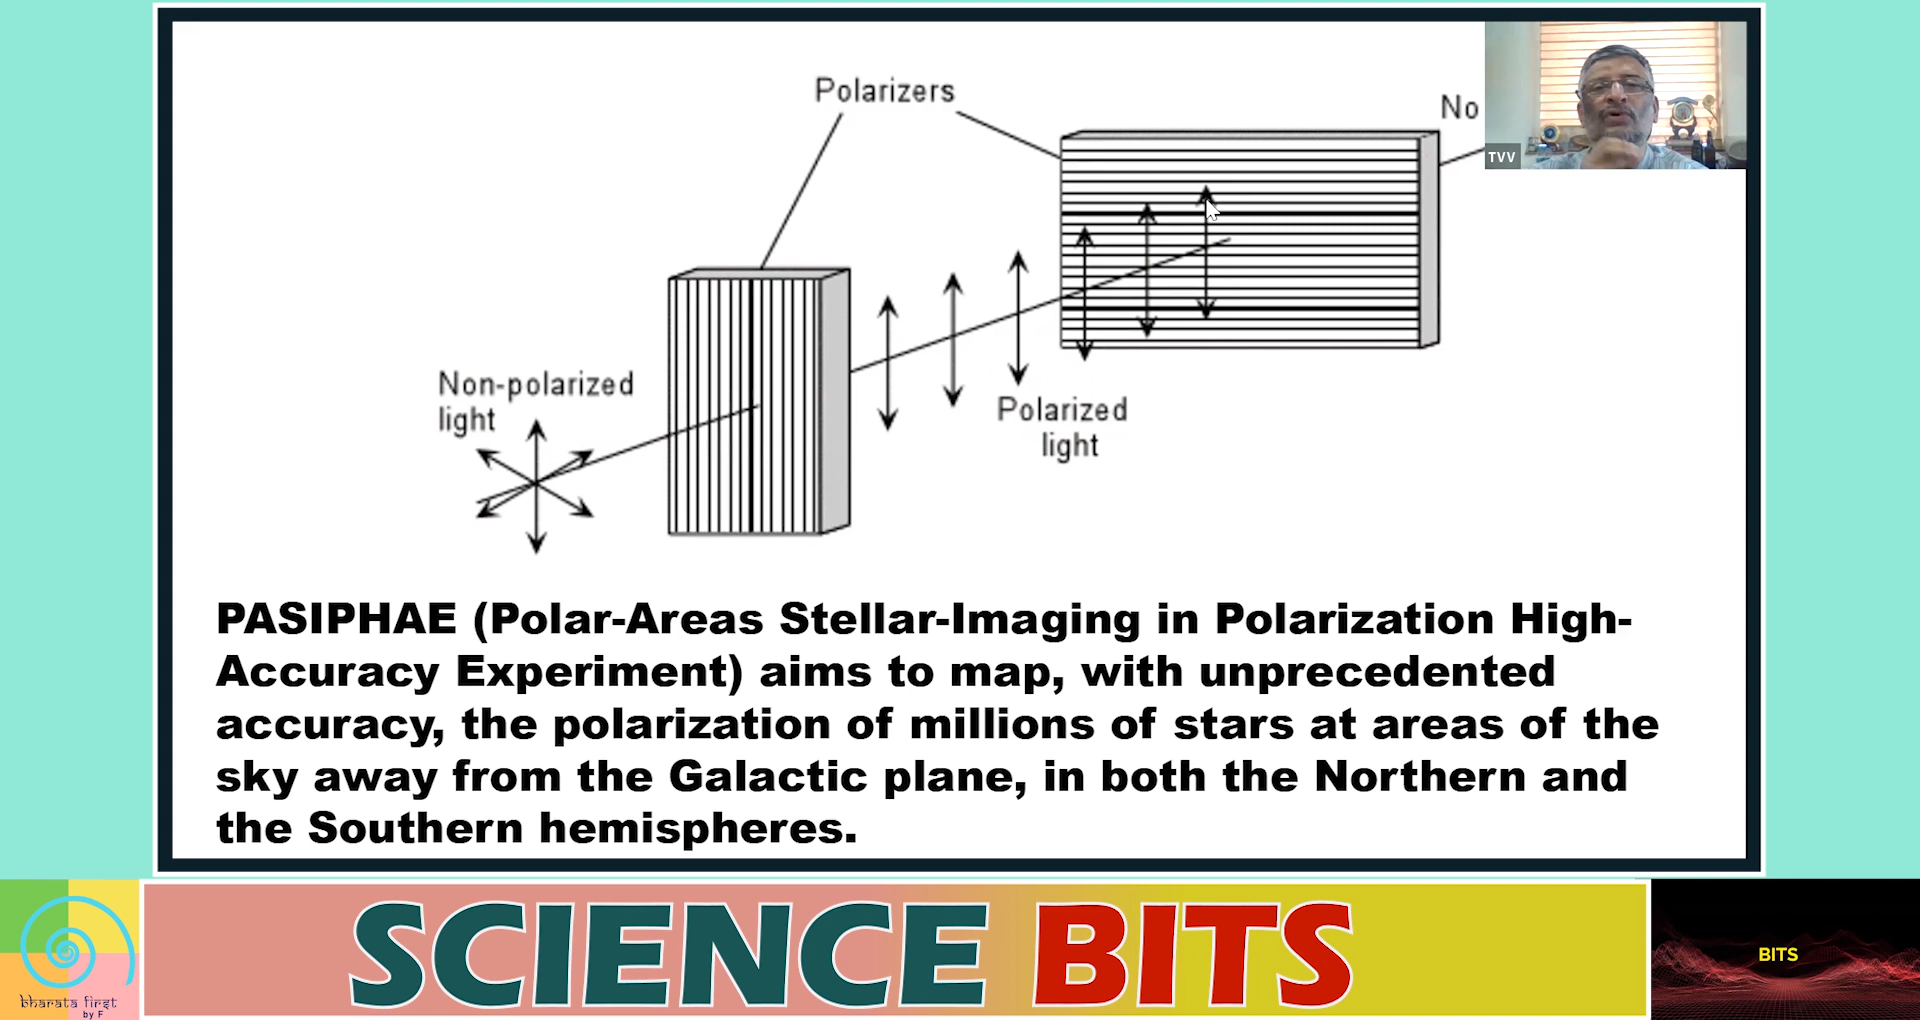 Polarizers
No
TVV
Non-polarized
light
Polarized
light
PASIPHAE (Polar-Areas Stellar-Imaging in Polarization High-
Accuracy Experiment) aims to map, with unprecedented
accuracy, the polarization of millions of stars at areas of the
sky away from the Galactic plane, in both the Northern and
the Southern hemispheres.
SCIENCE BITS
BITS
bharata first
by F